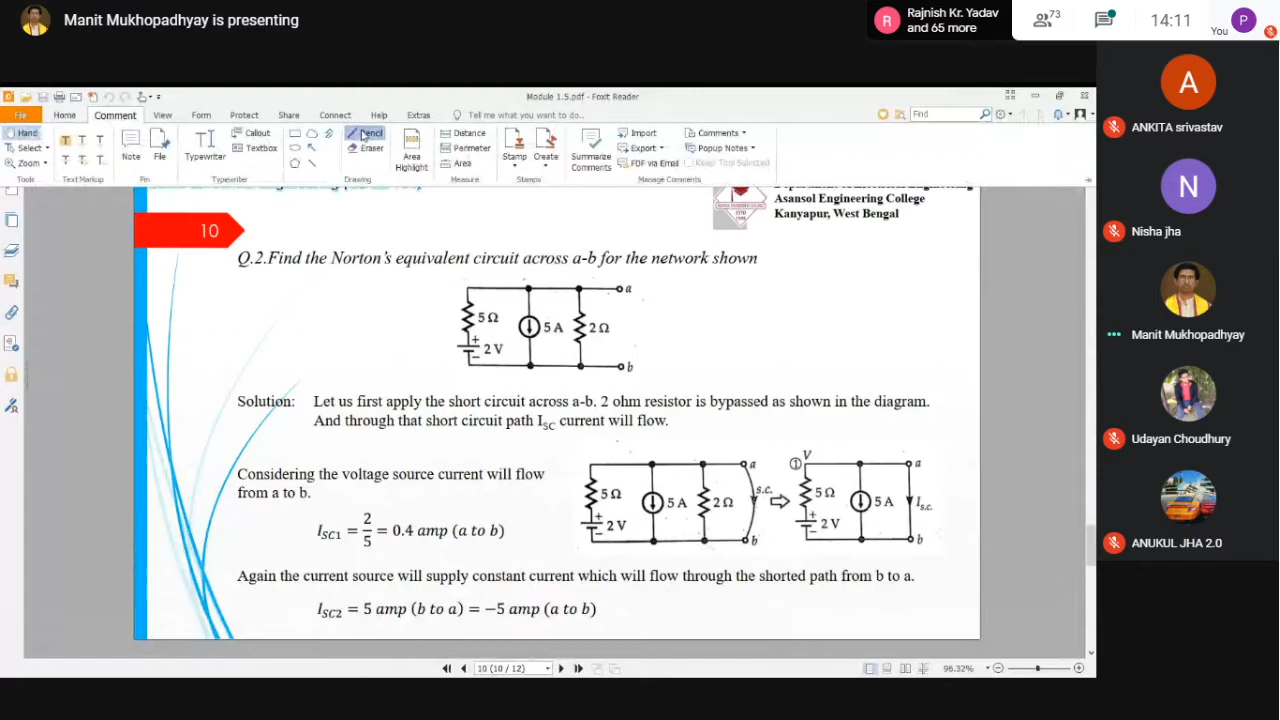 Manit Mukhopadhyay is presenting
Rajnish Kr. Yadav
and 65 more
73
14:11
You
P
R
Module 1.5.pdf - Foxit Reader
File
Home
Comment
View
Form
Protect
Share
Connect
Help
Extras
Tell me what you want to do..
Find
Hand
Select
Zoom
Tools
Text Markup
Note
File
Pin
Typewriter
Callout
Textbox
Typewriter
Pencil
Eraser
Drawing
Area
Highlight
Distance
Perimeter
Area
Measure
Stamp
Create
Stamps
Summarize
Comments
Import
Export
FDF via Email
Comments
Popup Notes
Keep Tool Selected
Manage Comments
Asansol Engineering College
Kanyapur, West Bengal
10
Q.2.Find the Norton's equivalent circuit across a-b for the network shown
5 Ω
2 V
5 A
2 Ω
a
b
Solution: Let us first apply the short circuit across a-b. 2 ohm resistor is bypassed as shown in the diagram.
And through that short circuit path ISC current will flow.
Considering the voltage source current will flow
from a to b.
ISC1 = 2/5 = 0.4 amp (a to b)
5 Ω
2 V
5 A
2 Ω
a
s.c.
b
① V
5 Ω
2 V
5 A
a
Is.c.
b
Again the current source will supply constant current which will flow through the shorted path from b to a.
ISC2 = 5 amp (b to a) = −5 amp (a to b)
10 (10 / 12)
96.32%
A
ANKITA srivastav
N
Nisha jha
Manit Mukhopadhyay
Udayan Choudhury
ANUKUL JHA 2.0